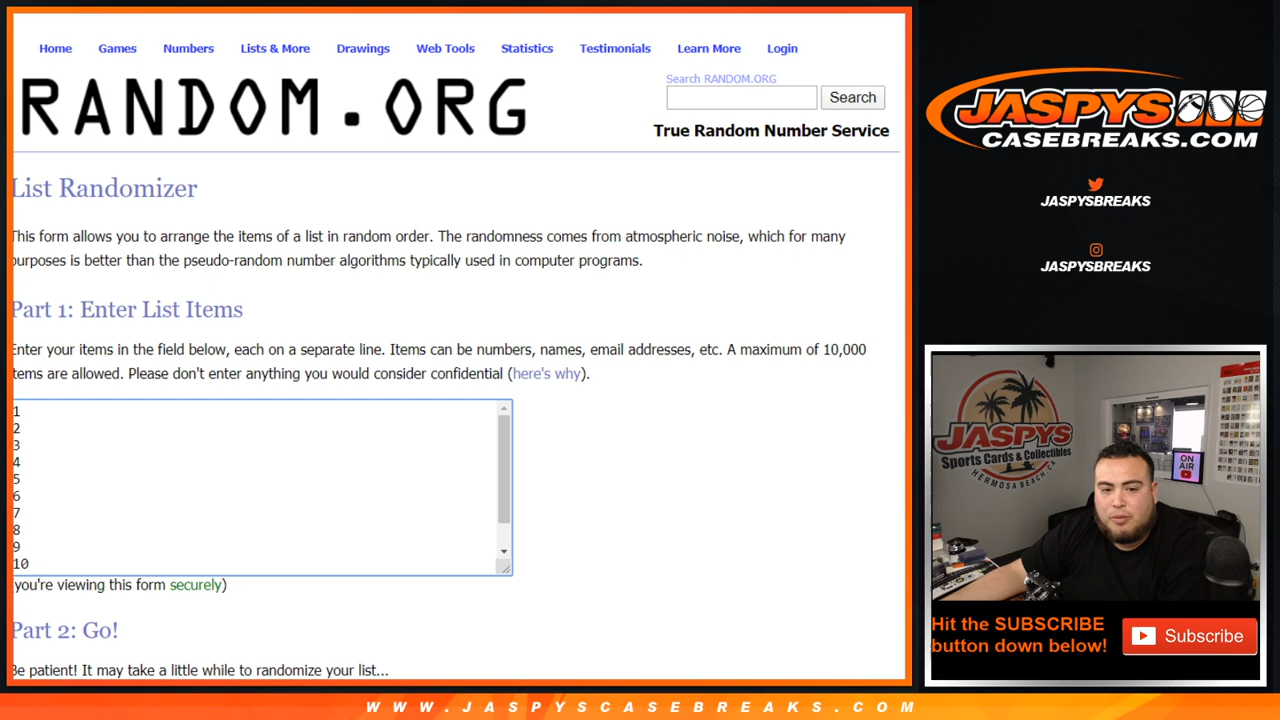 Home Games Numbers Lists & More Drawings Web Tools Statistics Testimonials Learn More Login
RANDOM.ORG
Search RANDOM.ORG
Search
True Random Number Service
List Randomizer
This form allows you to arrange the items of a list in random order. The randomness comes from atmospheric noise, which for many
purposes is better than the pseudo-random number algorithms typically used in computer programs.
Part 1: Enter List Items
Enter your items in the field below, each on a separate line. Items can be numbers, names, email addresses, etc. A maximum of 10,000
items are allowed. Please don't enter anything you would consider confidential (here's why).
1
2
3
4
5
6
7
8
9
10
(you're viewing this form securely)
Part 2: Go!
Be patient! It may take a little while to randomize your list...
JASPYS
CASEBREAKS.COM
JASPYSBREAKS
JASPYSBREAKS
JASPYS
Sports Cards & Collectibles
HERMOSA BEACH, CA
ON
AIR
Hit the SUBSCRIBE
button down below!
Subscribe
WWW.JASPYSCASEBREAKS.COM